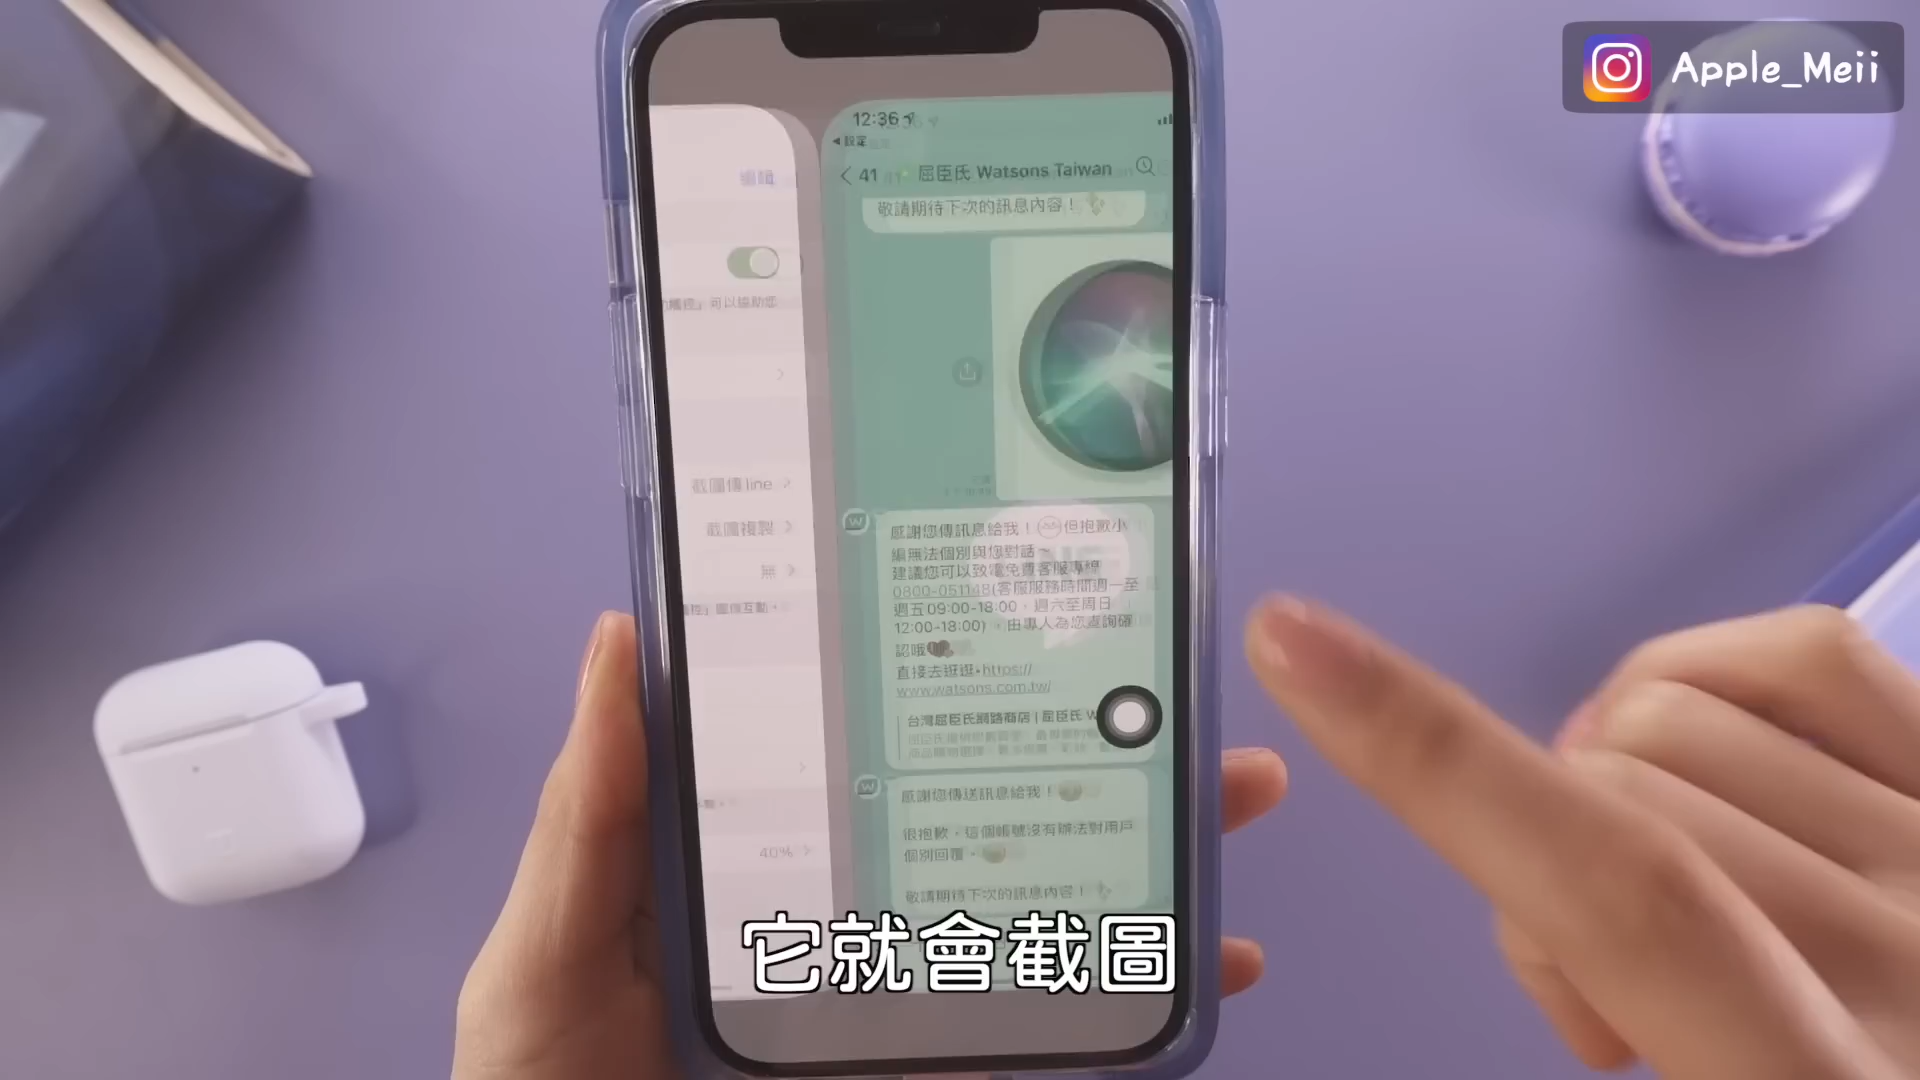 Apple_Meii
12:36
◀設定
編輯
41
屈臣氏 Watsons Taiwan
敬請期待下次的訊息內容！
可以協助您
截圖傳line
截圖複製
無
感謝您傳訊息給我！但抱歉小
編無法個別與您對話～
建議您可以致電免費客服專線
0800-051148(客服服務時間週一至
週五09:00-18:00，週六至周日
12:00-18:00)，由專人為您查詢確
認哦
直接去逛逛▸https://
www.watsons.com.tw/
台灣屈臣氏網路商店 | 屈臣氏 W
感謝您傳送訊息給我！
很抱歉，這個帳號沒有辦法對用戶
個別回覆。
40%
敬請期待下次的訊息內容！
它就會截圖